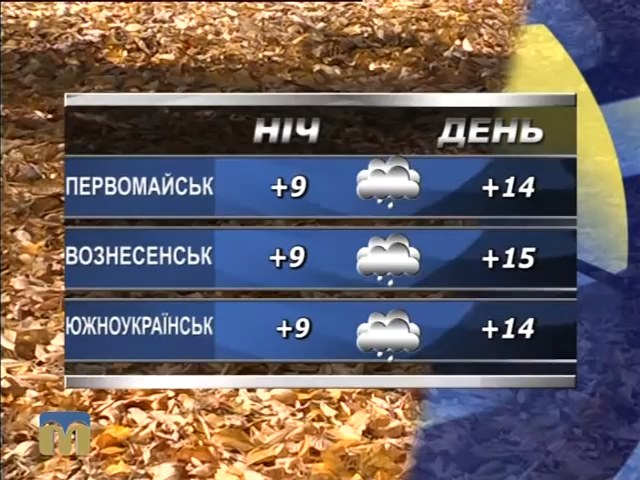 НІЧ ДЕНЬ
ПЕРВОМАЙСЬК +9 +14
ВОЗНЕСЕНСЬК +9 +15
ЮЖНОУКРАЇНСЬК +9 +14
М